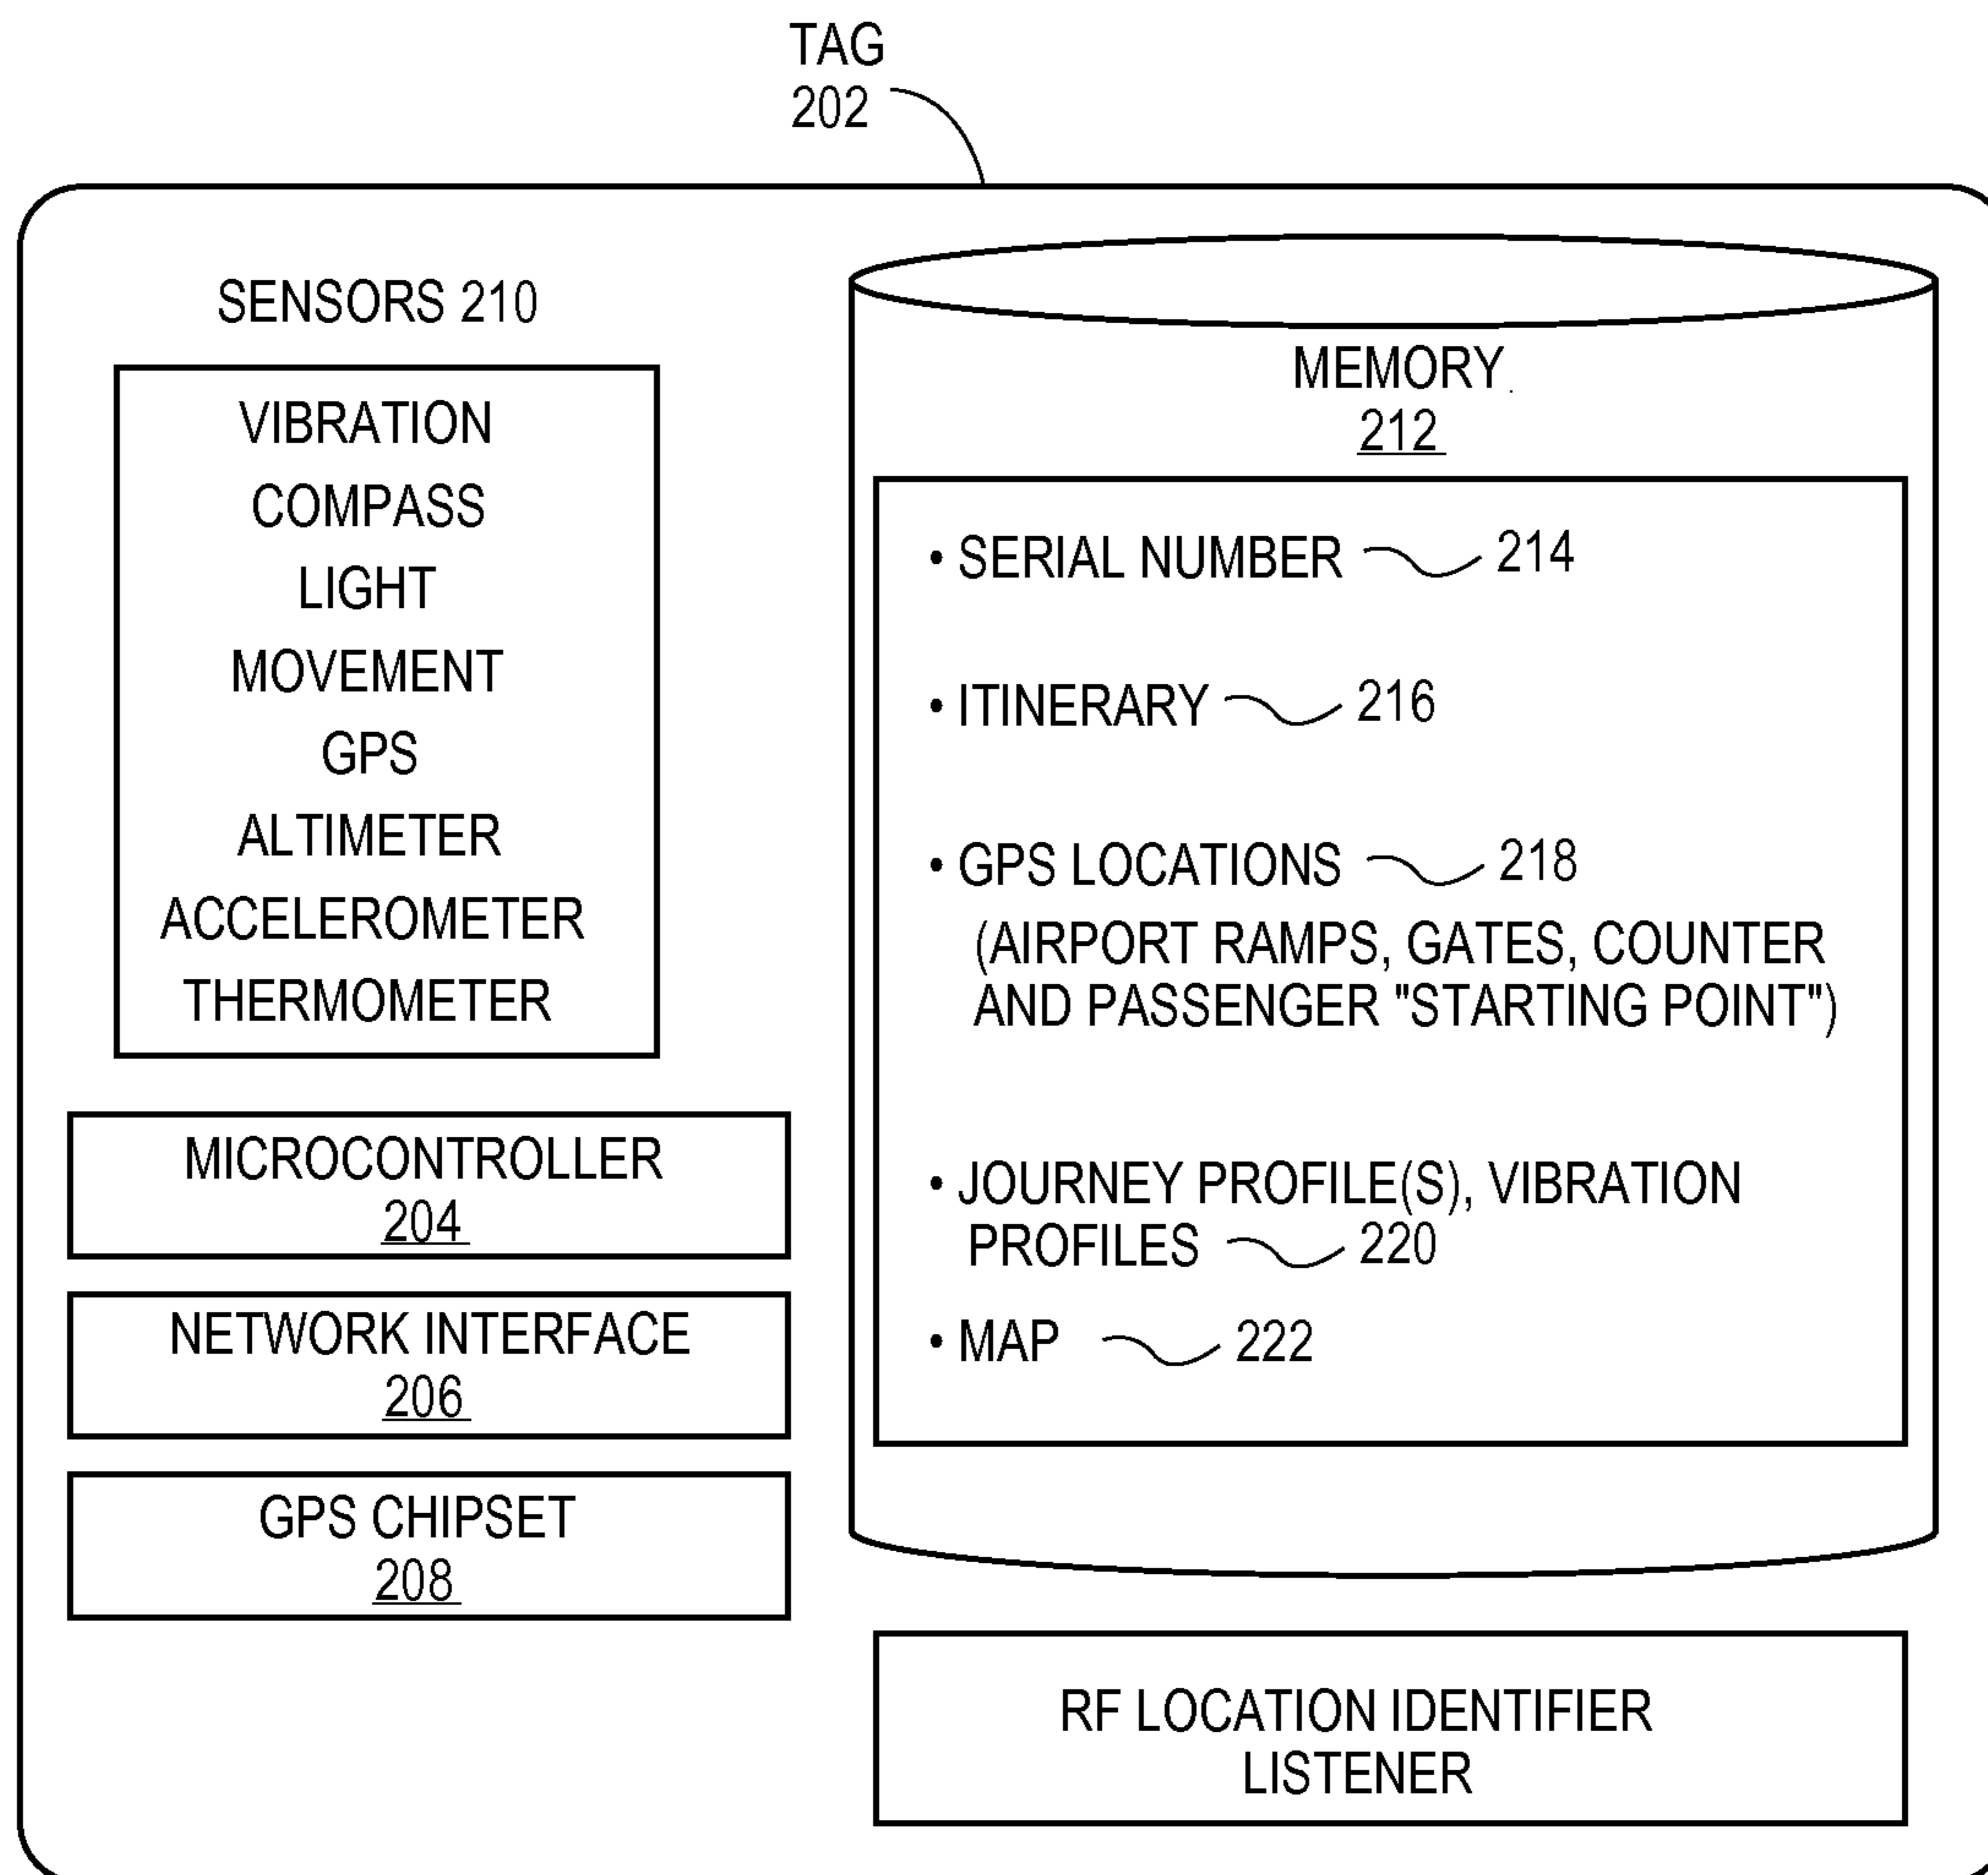 TAG
202
SENSORS 210
VIBRATION
COMPASS
LIGHT
MOVEMENT
GPS
ALTIMETER
ACCELEROMETER
THERMOMETER
MICROCONTROLLER
204
NETWORK INTERFACE
206
GPS CHIPSET
208
MEMORY
212
• SERIAL NUMBER 214
• ITINERARY 216
• GPS LOCATIONS 218
(AIRPORT RAMPS, GATES, COUNTER
AND PASSENGER "STARTING POINT")
• JOURNEY PROFILE(S), VIBRATION
PROFILES 220
• MAP 222
RF LOCATION IDENTIFIER
LISTENER